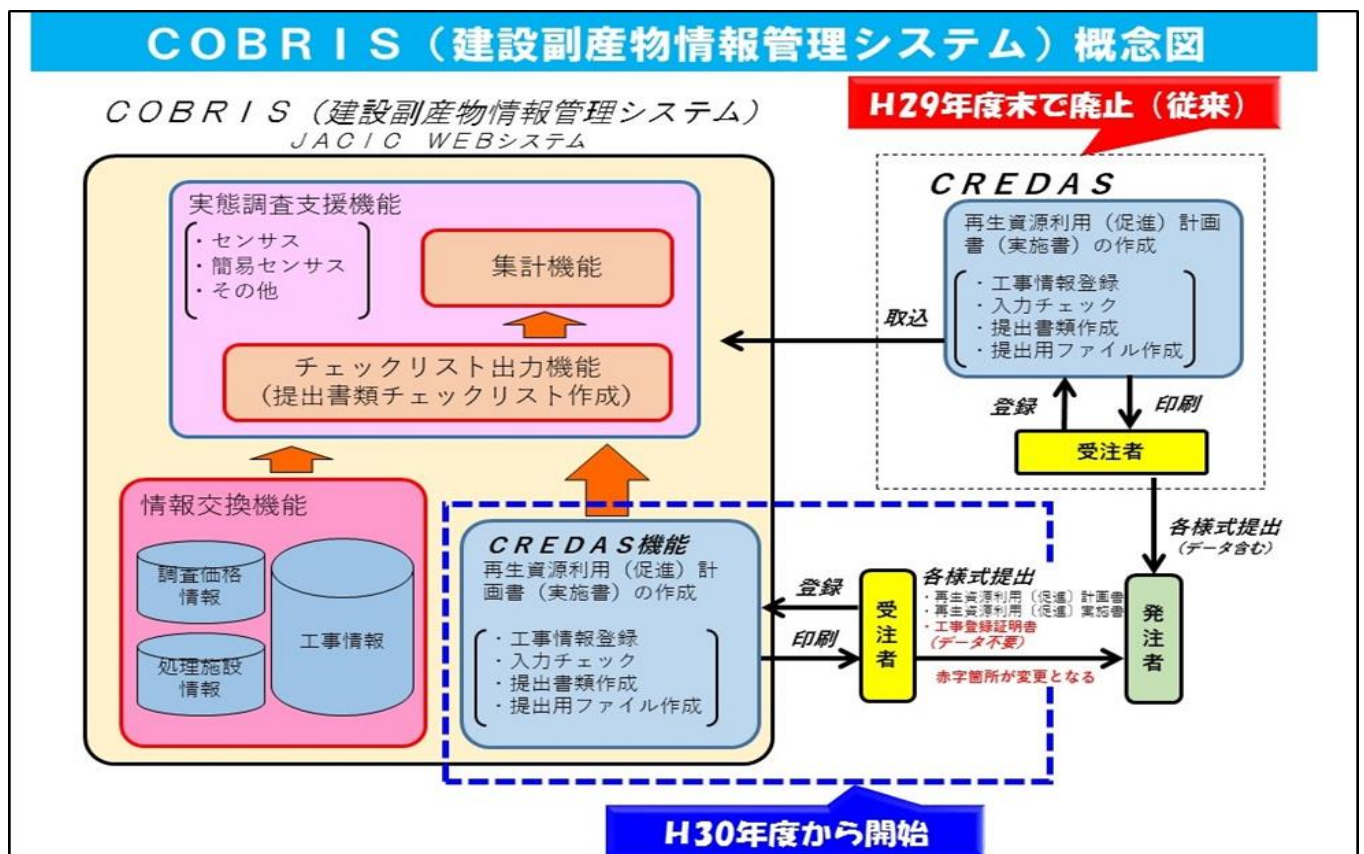 COBRIS(建設副産物情報管理システム)概念図
H29年度末で廃止(従来)
COBRIS(建設副産物情報管理システム)
JACIC WEBシステム
実態調査支援機能
・センサス
・簡易センサス
・その他
集計機能
チェックリスト出力機能
(提出書類チェックリスト作成)
CREDAS
再生資源利用(促進)計画
書(実施書)の作成
・工事情報登録
・入力チェック
・提出書類作成
・提出用ファイル作成
取込
登録
印刷
受注者
各様式提出
(データ含む)
情報交換機能
調査価格
情報
処理施設
情報
工事情報
CREDAS機能
再生資源利用(促進)計
画書(実施書)の作成
・工事情報登録
・入力チェック
・提出書類作成
・提出用ファイル作成
登録
印刷
受注者
各様式提出
・再生資源利用〔促進〕計画書
・再生資源利用〔促進〕実施書
・工事登録証明書
(データ不要)
赤字箇所が変更となる
発注者
H30年度から開始